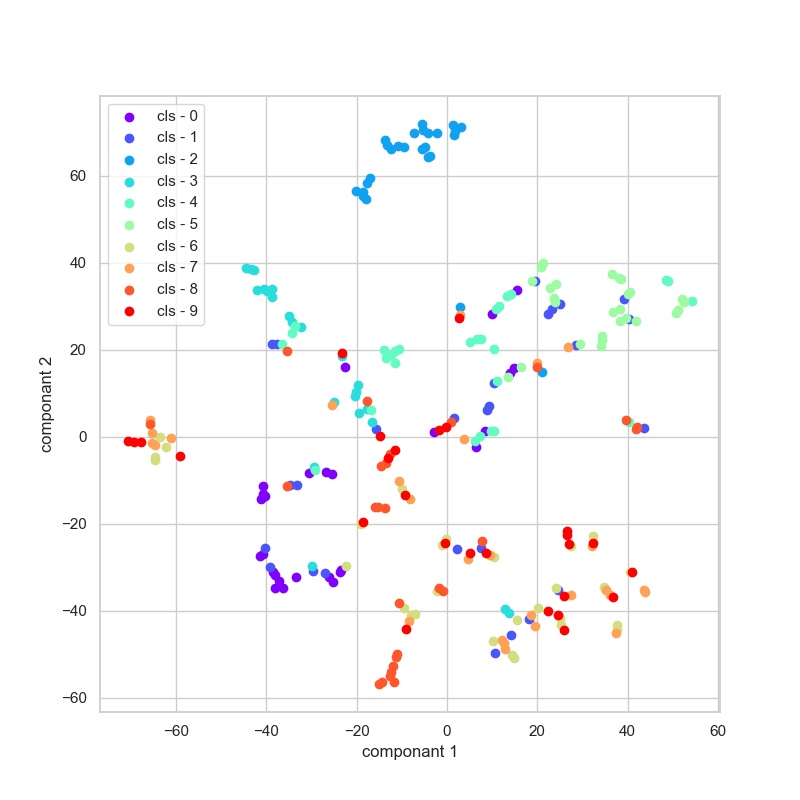 cls - 0
cls - 1
cls - 2
cls - 3
cls - 4
cls - 5
cls - 6
cls - 7
cls - 8
cls - 9
60
40
20
0
−20
−40
−60
componant 2
−60 −40 −20 0 20 40 60
componant 1